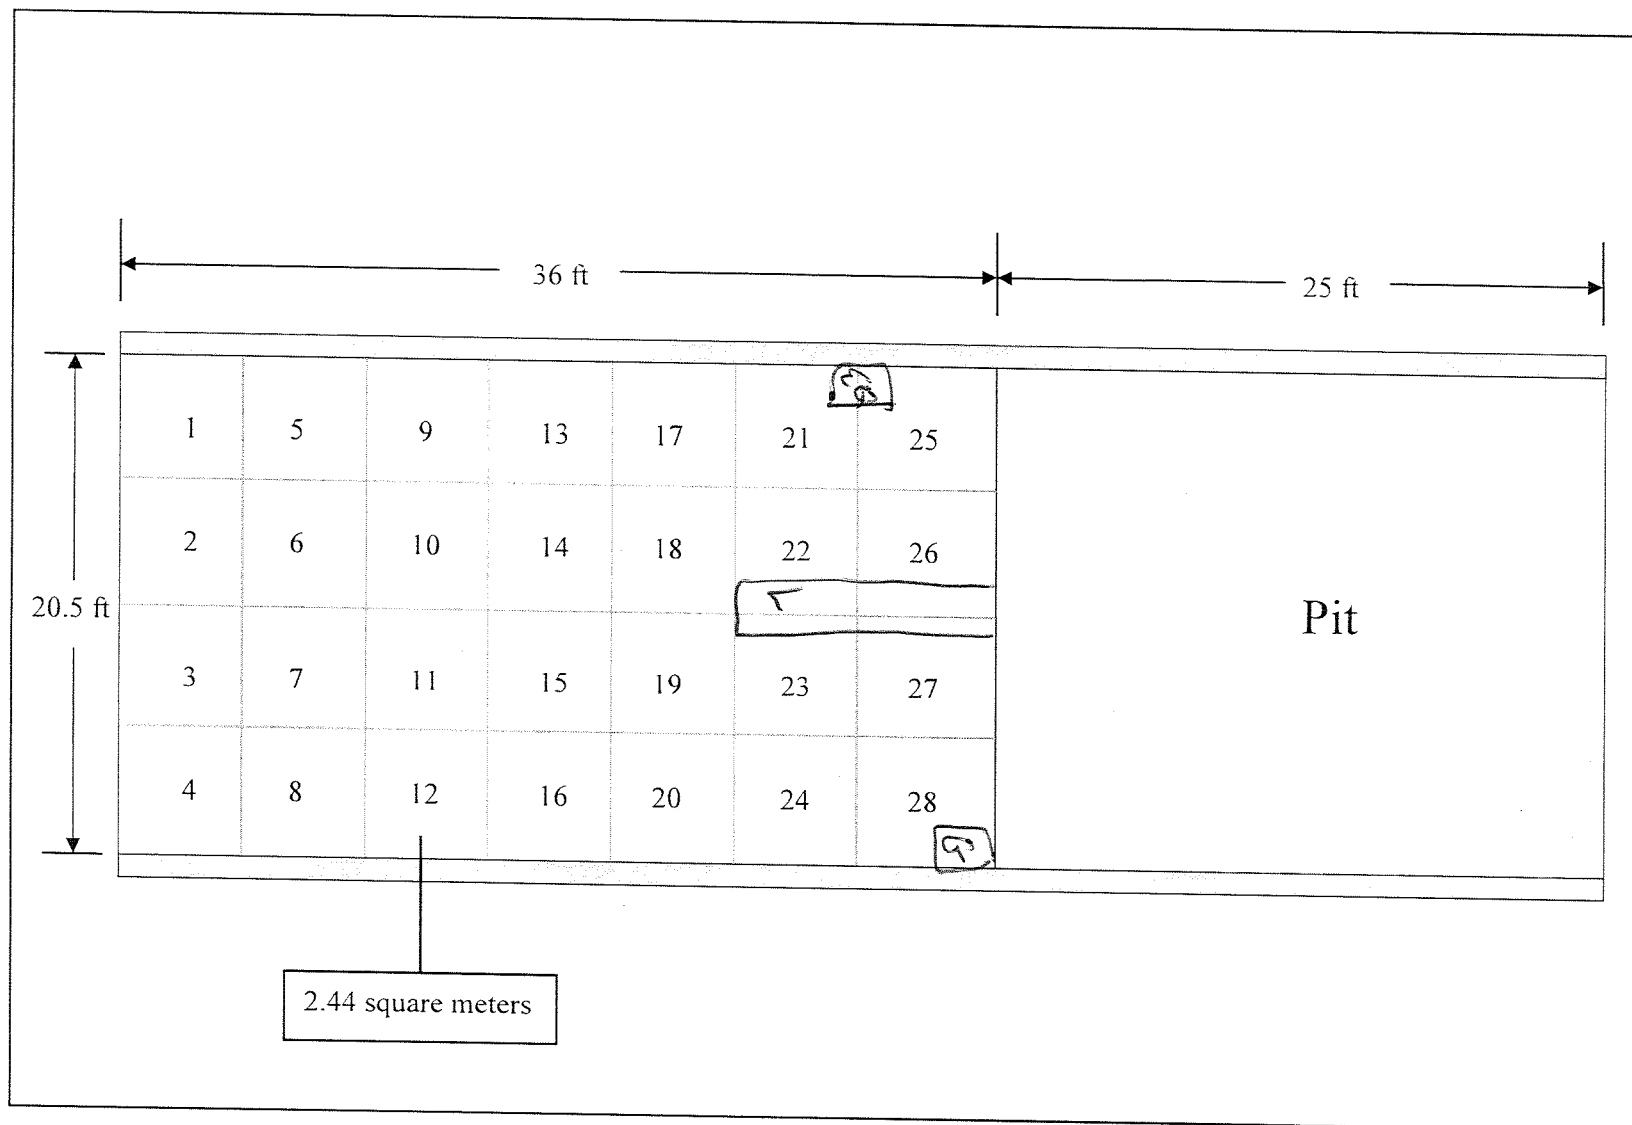 36 ft
25 ft
1 5 9 13 17 21 25
2 6 10 14 18 22 26
20.5 ft
Pit
3 7 11 15 19 23 27
4 8 12 16 20 24 28
2.44 square meters